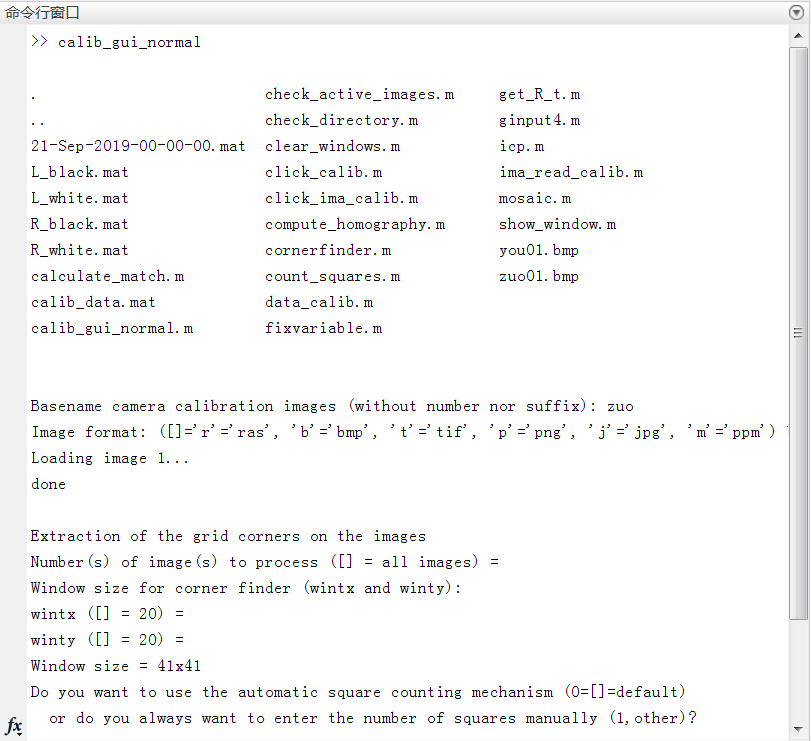 命令行窗口
>> calib_gui_normal
. check_active_images.m get_R_t.m
.. check_directory.m ginput4.m
21-Sep-2019-00-00-00.mat clear_windows.m icp.m
L_black.mat click_calib.m ima_read_calib.m
L_white.mat click_ima_calib.m mosaic.m
R_black.mat compute_homography.m show_window.m
R_white.mat cornerfinder.m you01.bmp
calculate_match.m count_squares.m zuo01.bmp
calib_data.mat data_calib.m
calib_gui_normal.m fixvariable.m
Basename camera calibration images (without number nor suffix): zuo
Image format: ([]='r'='ras', 'b'='bmp', 't'='tif', 'p'='png', 'j'='jpg', 'm'='ppm')
Loading image 1...
done
Extraction of the grid corners on the images
Number(s) of image(s) to process ([] = all images) =
Window size for corner finder (wintx and winty):
wintx ([] = 20) =
winty ([] = 20) =
Window size = 41x41
Do you want to use the automatic square counting mechanism (0=[]=default)
or do you always want to enter the number of squares manually (1,other)?
fx